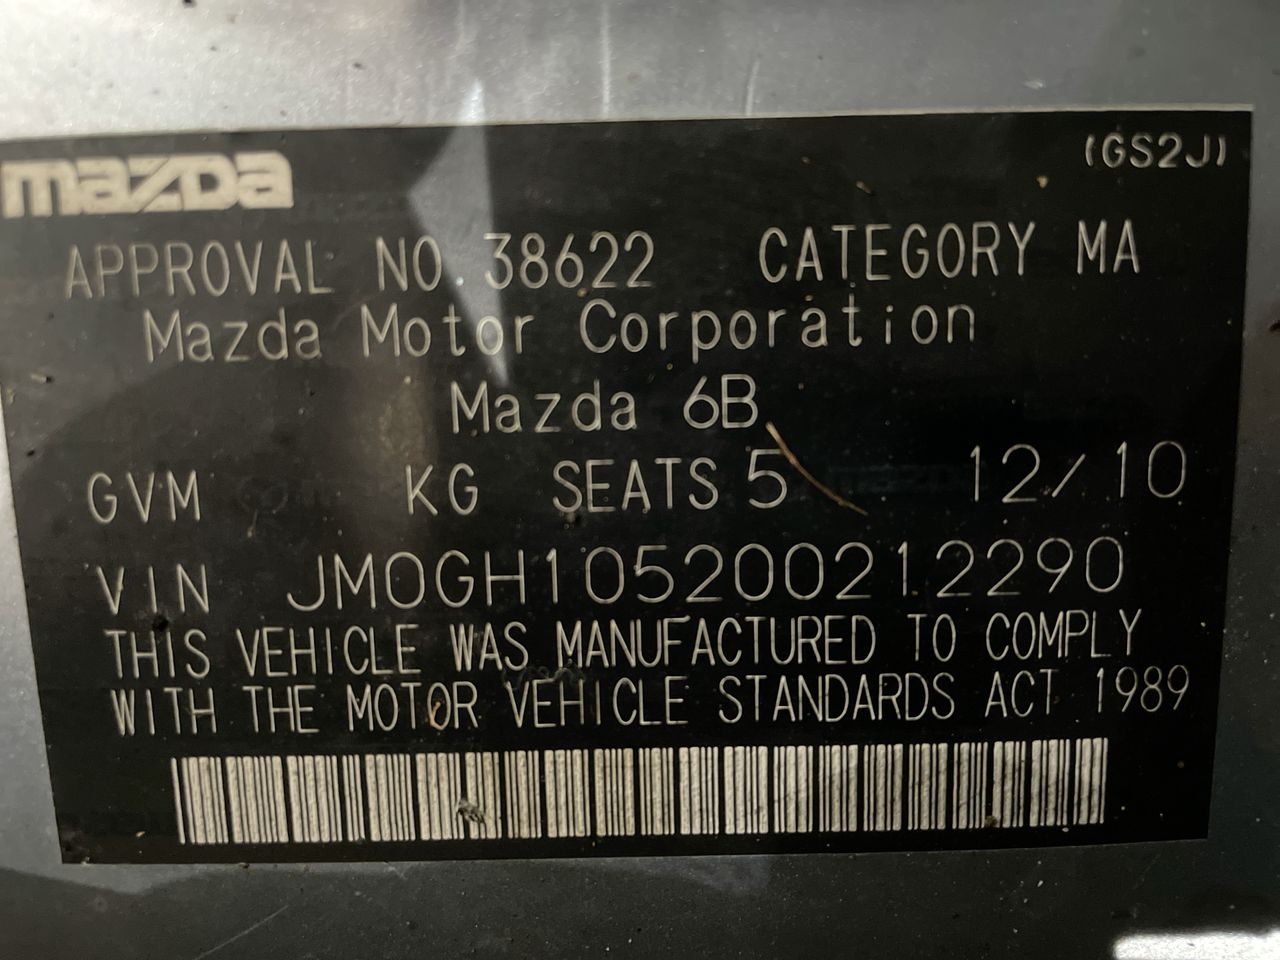 mazda
(GS2J)
APPROVAL NO. 38622 CATEGORY MA
Mazda Motor Corporation
Mazda 6B
GVM KG SEATS 5 12/10
VIN JM0GH105200212290
THIS VEHICLE WAS MANUFACTURED TO COMPLY
WITH THE MOTOR VEHICLE STANDARDS ACT 1989